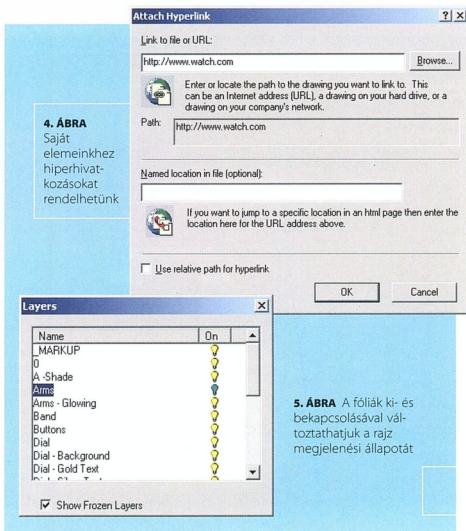 Attach Hyperlink
Link to file or URL:
http://www.watch.com
Browse...
Enter or locate the path to the drawing you want to link to. This
can be an Internet address (URL), a drawing on your hard drive, or a
drawing on your company's network.
Path: http://www.watch.com
Named location in file (optional):
If you want to jump to a specific location in an html page then enter the
location here for the URL address above.
Use relative path for hyperlink
OK Cancel
4. ÁBRA
Saját
elemeinkhez
hiperhivat-
kozásokat
rendelhetünk
Layers
Name On
_MARKUP
0
A -Shade
Arms
Arms - Glowing
Band
Buttons
Dial
Dial - Background
Dial - Gold Text
Show Frozen Layers
5. ÁBRA A fóliák ki- és
bekapcsolásával vál-
toztathatjuk a rajz
megjelenési állapotát